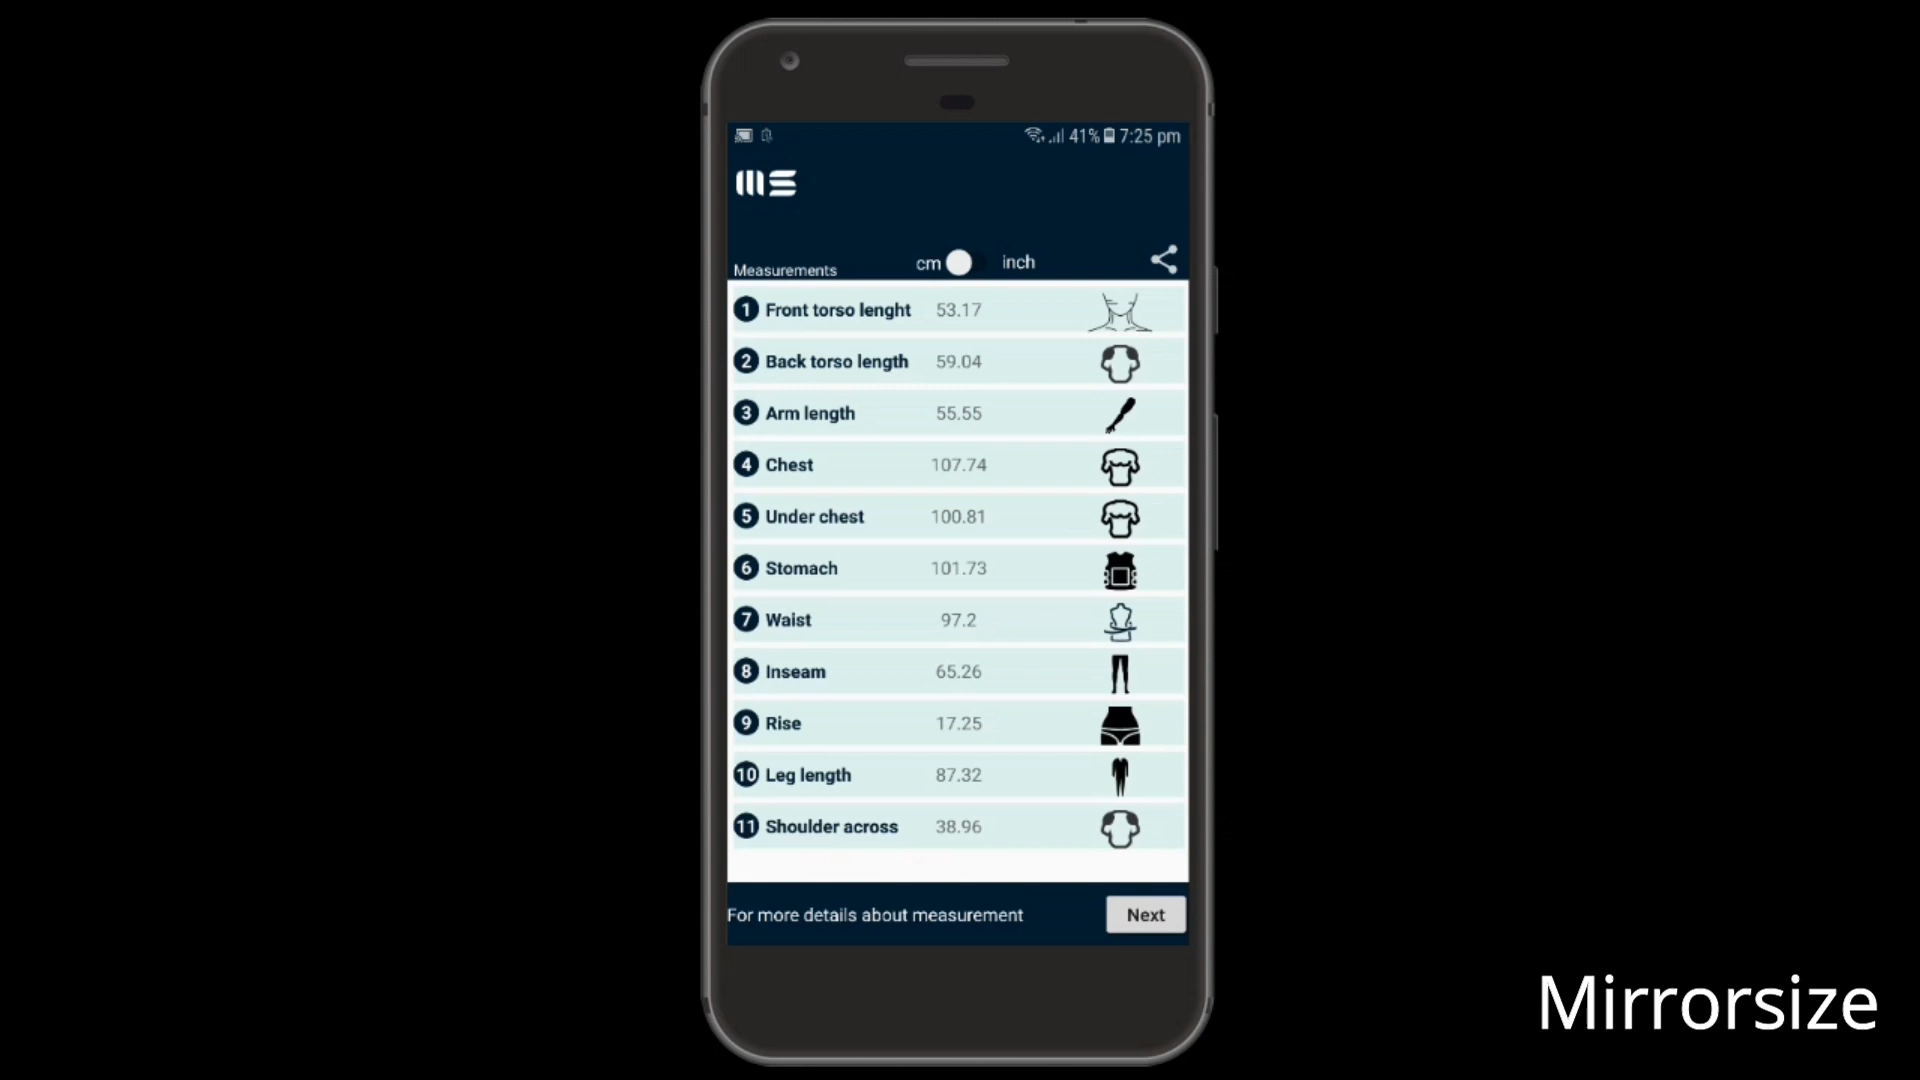 41% 7:25 pm
MS
Measurements cm inch
1 Front torso lenght 53.17
2 Back torso length 59.04
3 Arm length 55.55
4 Chest 107.74
5 Under chest 100.81
6 Stomach 101.73
7 Waist 97.2
8 Inseam 65.26
9 Rise 17.25
10 Leg length 87.32
11 Shoulder across 38.96
For more details about measurement Next
Mirrorsize